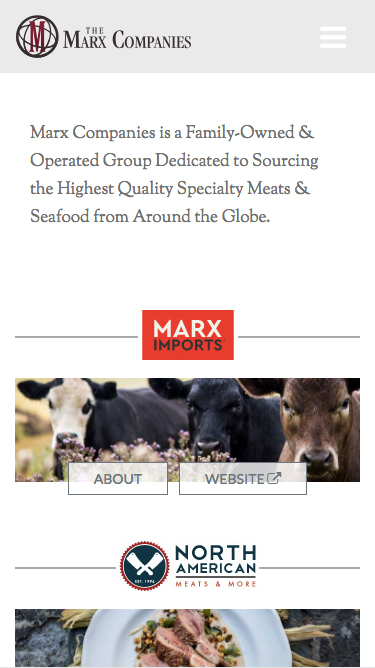 THE
MARX COMPANIES
Marx Companies is a Family-Owned &
Operated Group Dedicated to Sourcing
the Highest Quality Specialty Meats &
Seafood from Around the Globe.
MARX
IMPORTS
ABOUT
WEBSITE
NORTH
AMERICAN
MEATS & MORE
EST. 1996